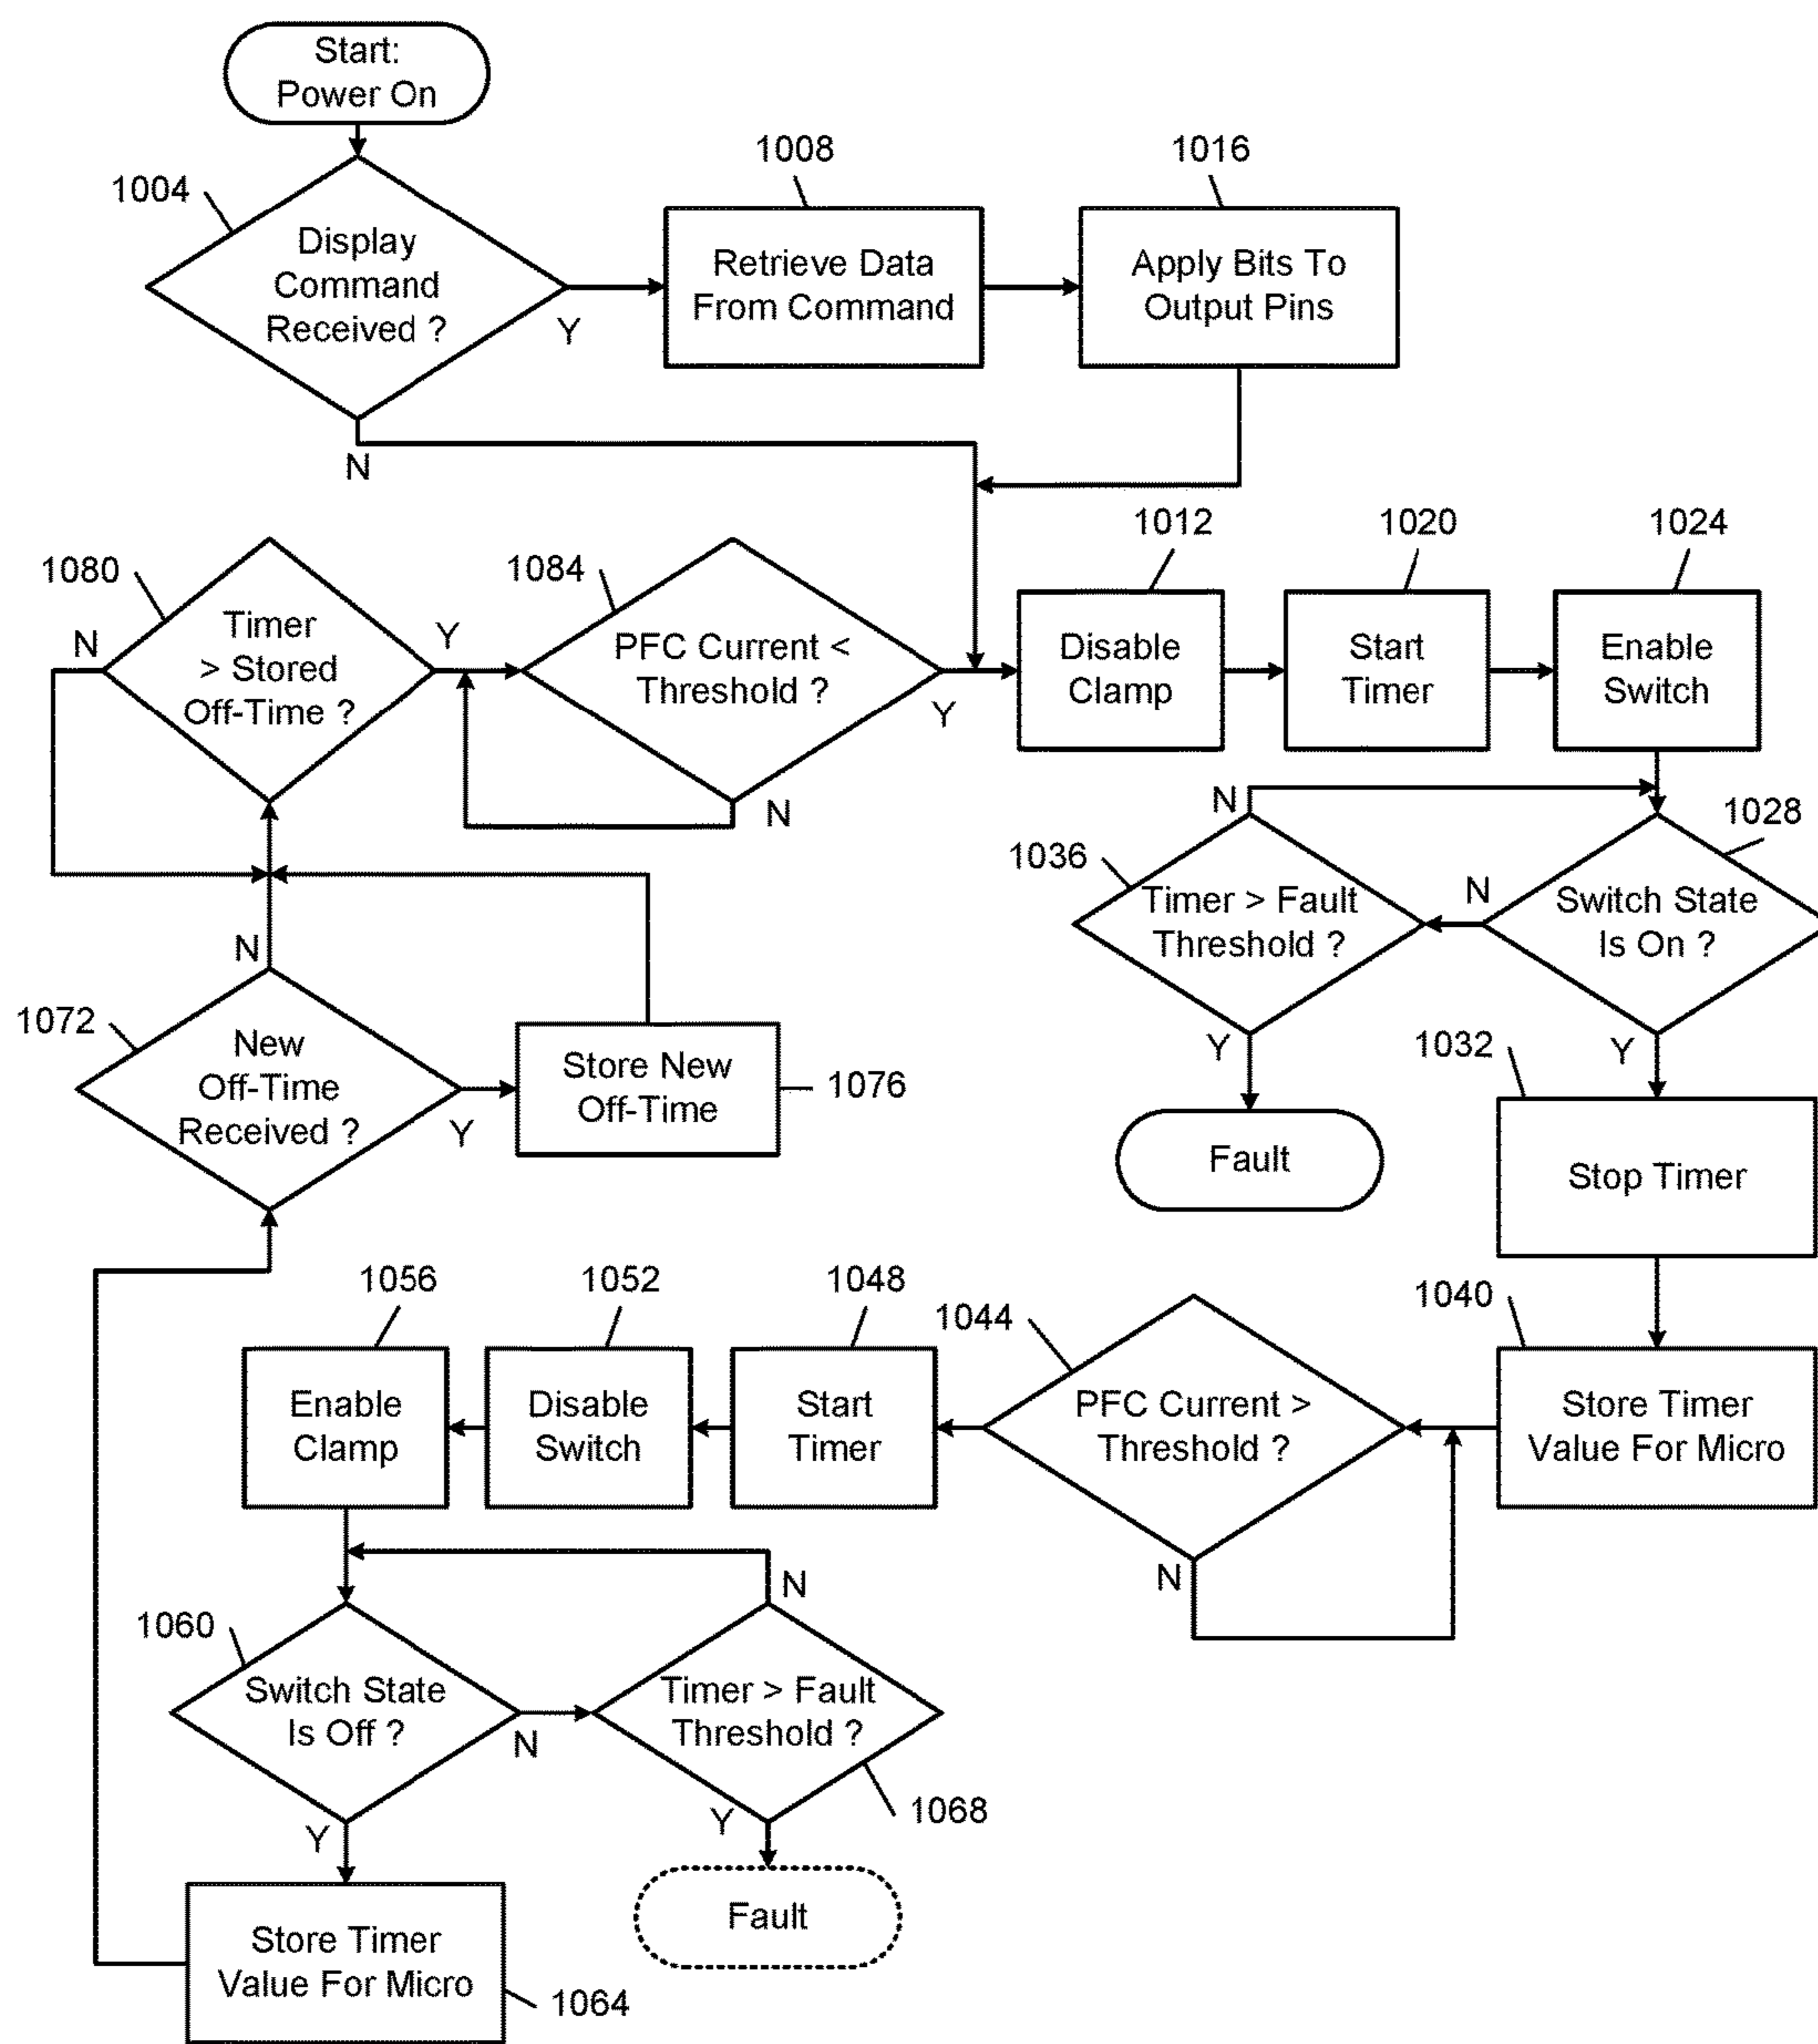 Start:
Power On
1004
Display
Command
Received ?
Y
N
1008
Retrieve Data
From Command
1016
Apply Bits To
Output Pins
1080
N
Timer
> Stored
Off-Time ?
Y
1084
PFC Current <
Threshold ?
Y
N
1012
Disable
Clamp
1020
Start
Timer
1024
Enable
Switch
N
1036
Timer > Fault
Threshold ?
Y
N
1028
Switch State
Is On ?
Y
Fault
1032
Stop Timer
N
1072
New
Off-Time
Received ?
Y
Store New
Off-Time
1076
1056
Enable
Clamp
1052
Disable
Switch
1048
Start
Timer
1044
PFC Current >
Threshold ?
N
1040
Store Timer
Value For Micro
1060
Switch State
Is Off ?
N
Y
N
Timer > Fault
Threshold ?
1068
Y
Fault
Store Timer
Value For Micro
1064